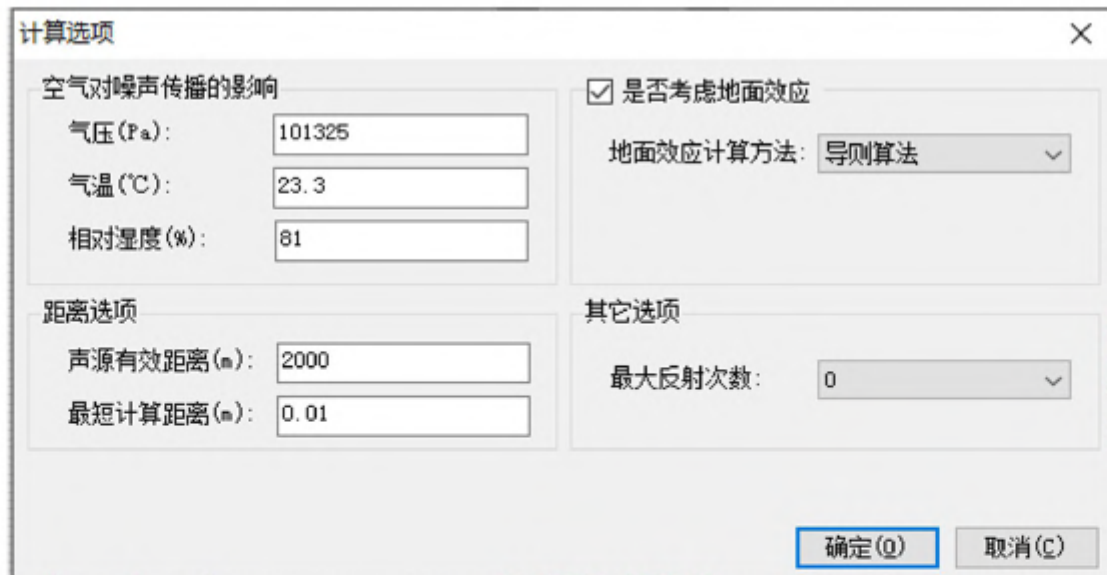 计算选项
空气对噪声传播的影响
气压(Pa): 101325
气温(℃): 23.3
相对湿度(%): 81
是否考虑地面效应
地面效应计算方法: 导则算法
距离选项
声源有效距离(m): 2000
最短计算距离(m): 0.01
其它选项
最大反射次数: 0
确定(O) 取消(C)